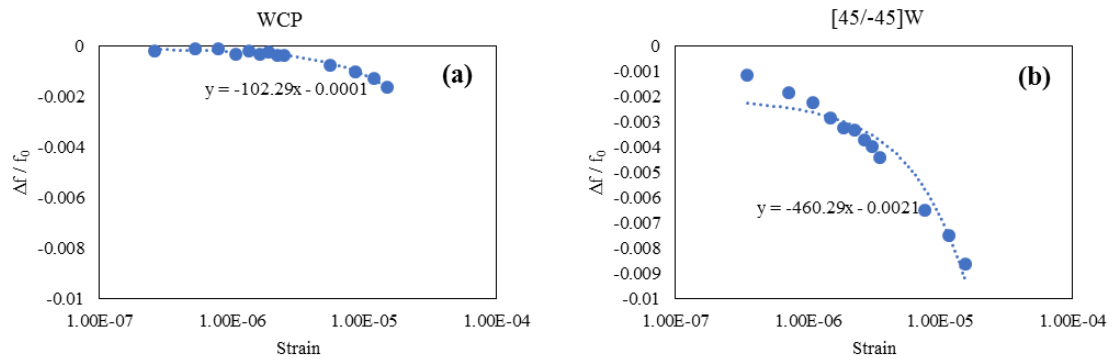 WCP
0
-0.002
-0.004
-0.006
-0.008
-0.01
Δf / f₀
(a)
y = -102.29x - 0.0001
1.00E-07
1.00E-06
1.00E-05
1.00E-04
Strain
[45/-45]W
0
-0.001
-0.002
-0.003
-0.004
-0.005
-0.006
-0.007
-0.008
-0.009
-0.01
Δf / f₀
(b)
y = -460.29x - 0.0021
1.00E-07
1.00E-06
1.00E-05
1.00E-04
Strain